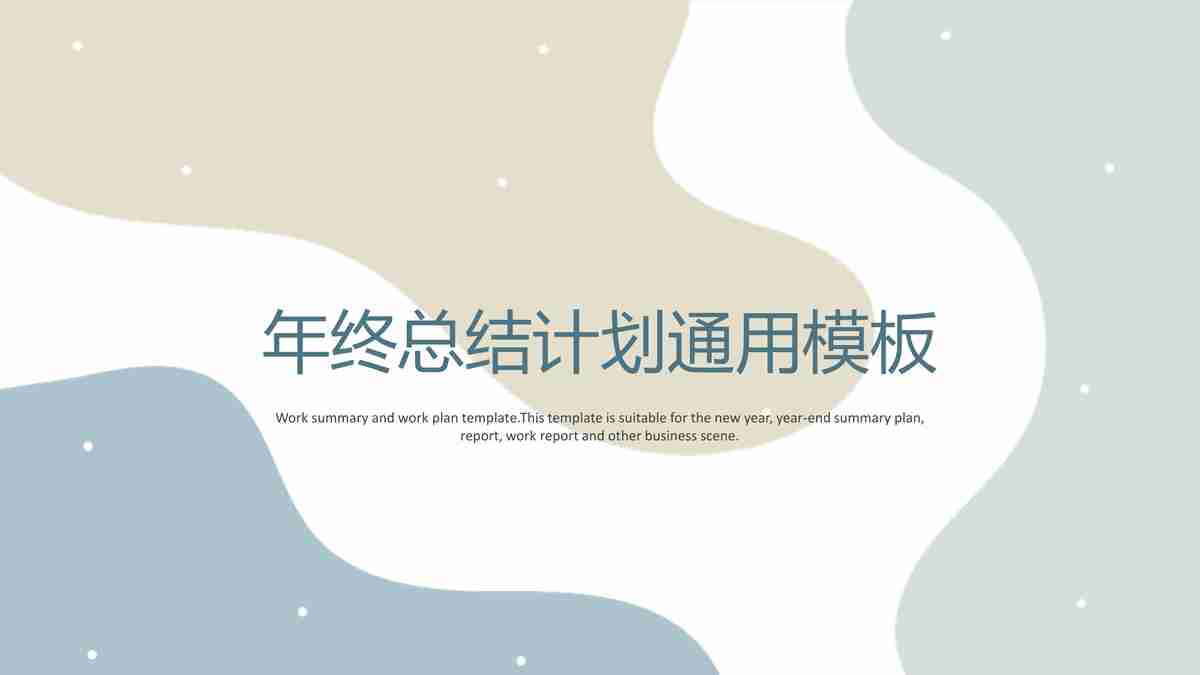 年终总结计划通用模板
Work summary and work plan template.This template is suitable for the new year, year-end summary plan,
report, work report and other business scene.